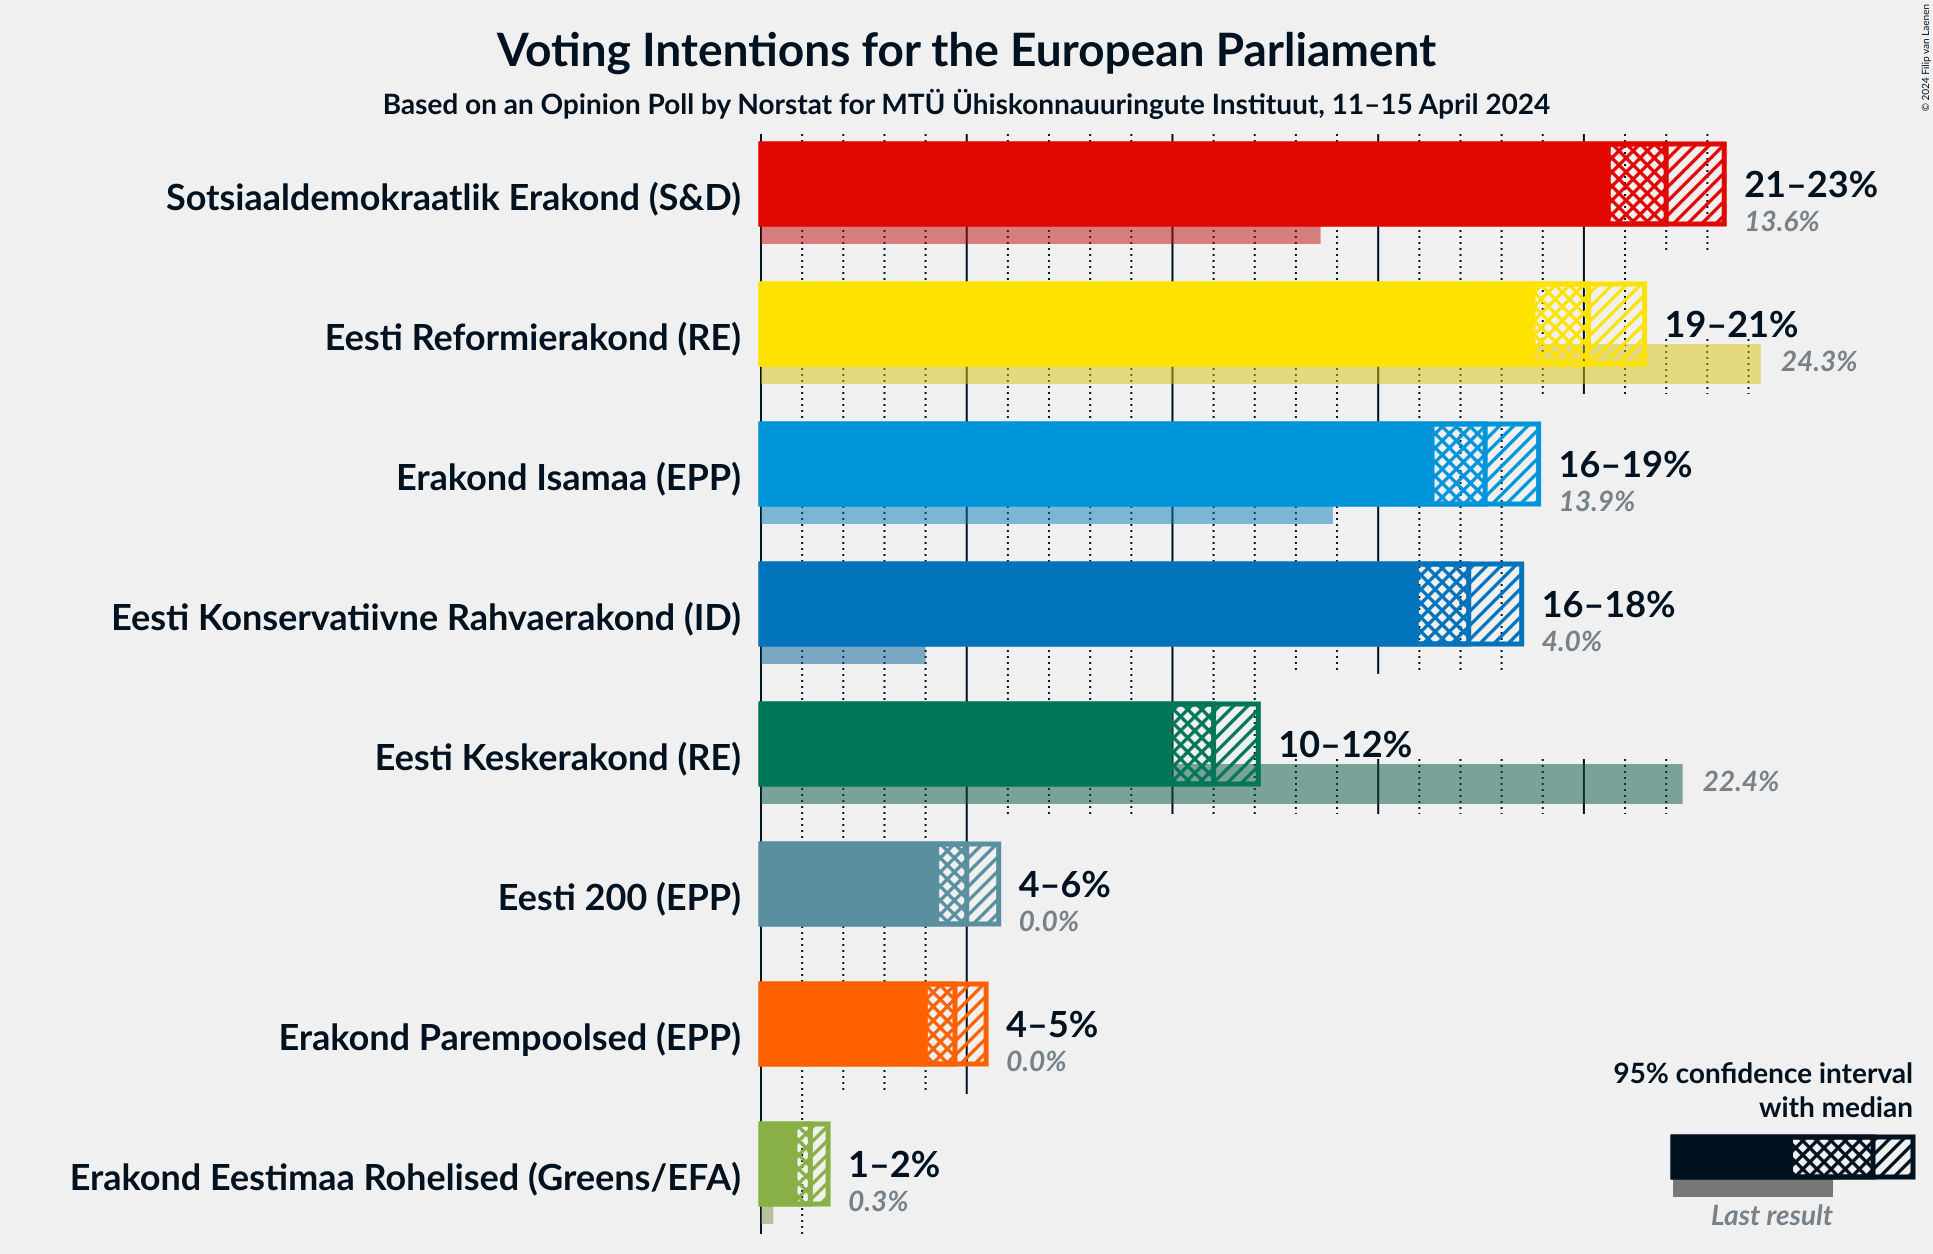 Voting Intentions for the European Parliament
Based on an Opinion Poll by Norstat for MTÜ Ühiskonnauuringute Instituut, 11–15 April 2024
© 2024 Filip van Laenen
Sotsiaaldemokraatlik Erakond (S&D)
21–23%
13.6%
Eesti Reformierakond (RE)
19–21%
24.3%
Erakond Isamaa (EPP)
16–19%
13.9%
Eesti Konservatiivne Rahvaerakond (ID)
16–18%
4.0%
Eesti Keskerakond (RE)
10–12%
22.4%
Eesti 200 (EPP)
4–6%
0.0%
Erakond Parempoolsed (EPP)
4–5%
0.0%
Erakond Eestimaa Rohelised (Greens/EFA)
1–2%
0.3%
95% confidence interval
with median
Last result